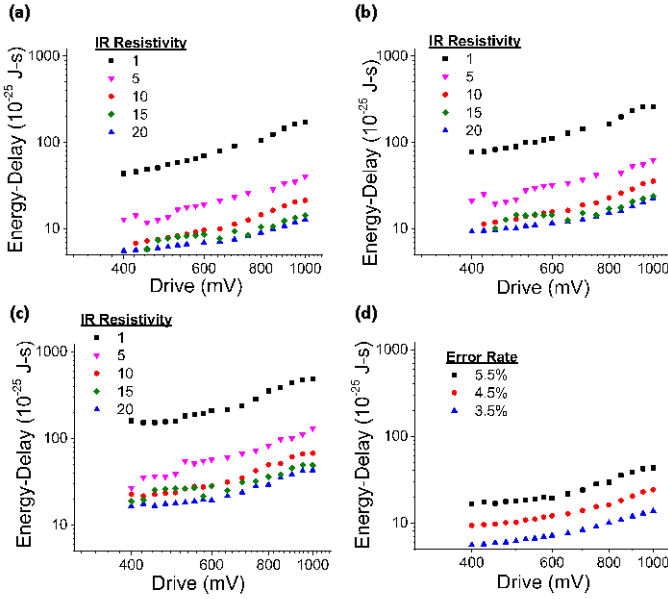 (a)
IR Resistivity
1
5
10
15
20
Energy-Delay (10⁻²⁵ J-s)
1000
100
10
400
600
800
1000
Drive (mV)
(b)
IR Resistivity
1
5
10
15
20
Energy-Delay (10⁻²⁵ J-s)
1000
100
10
400
600
800
1000
Drive (mV)
(c)
IR Resistivity
1
5
10
15
20
Energy-Delay (10⁻²⁵ J-s)
1000
100
10
400
600
800
1000
Drive (mV)
(d)
Error Rate
5.5%
4.5%
3.5%
Energy-Delay (10⁻²⁵ J-s)
1000
100
10
400
600
800
1000
Drive (mV)